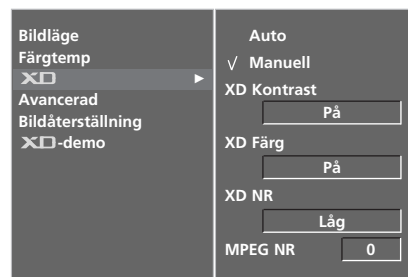 Bildläge
Färgtemp
XD
Avancerad
Bildåterställning
XD-demo
Auto
√ Manuell
XD Kontrast
På
XD Färg
På
XD NR
Låg
MPEG NR 0